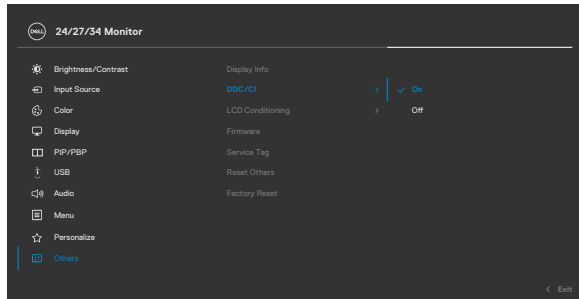 DELL 24/27/34 Monitor
Brightness/Contrast Display Info
Input Source DDC/CI > ✓ On
Color LCD Conditioning > Off
Display Firmware
PIP/PBP Service Tag
USB Reset Others
Audio Factory Reset
Menu
Personalize
Others
< Exit